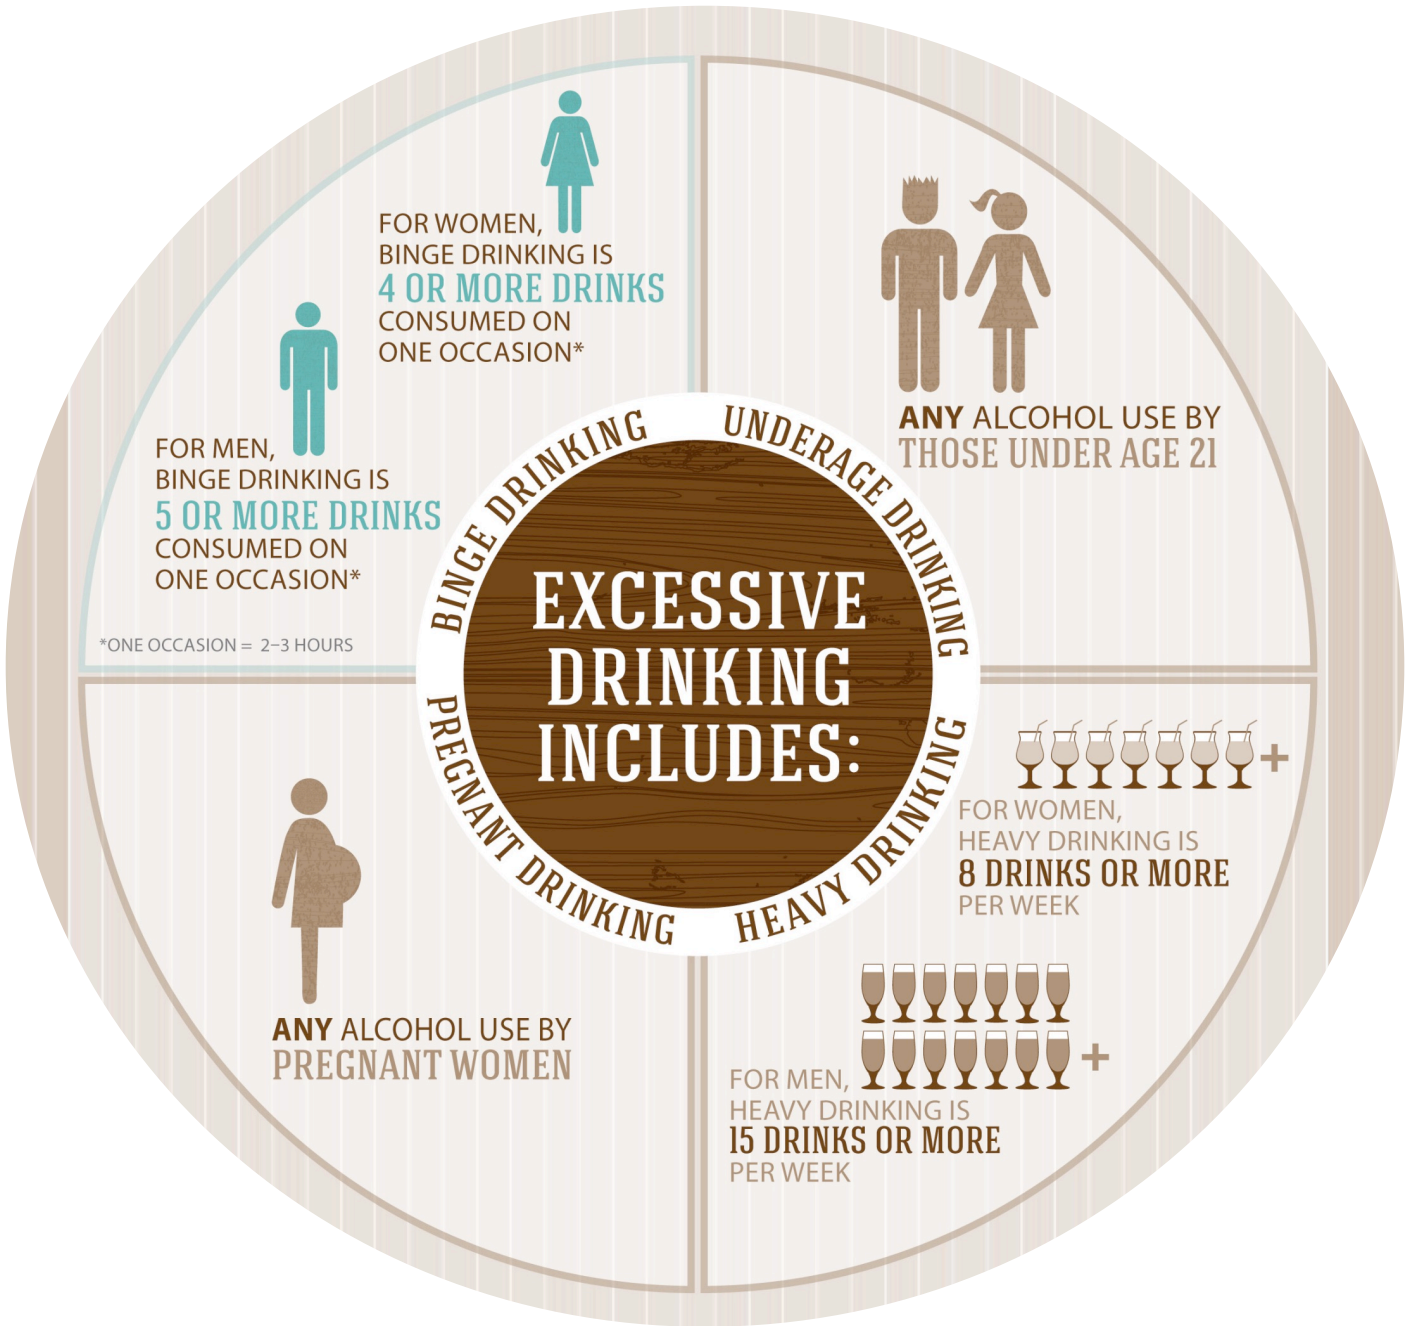 FOR WOMEN,
BINGE DRINKING IS
4 OR MORE DRINKS
CONSUMED ON
ONE OCCASION*
FOR MEN,
BINGE DRINKING IS
5 OR MORE DRINKS
CONSUMED ON
ONE OCCASION*
*ONE OCCASION = 2–3 HOURS
ANY ALCOHOL USE BY
THOSE UNDER AGE 21
BINGE DRINKING
UNDERAGE DRINKING
EXCESSIVE
DRINKING
INCLUDES:
PREGNANT DRINKING
HEAVY DRINKING
ANY ALCOHOL USE BY
PREGNANT WOMEN
+
FOR WOMEN,
HEAVY DRINKING IS
8 DRINKS OR MORE
PER WEEK
+
FOR MEN,
HEAVY DRINKING IS
15 DRINKS OR MORE
PER WEEK